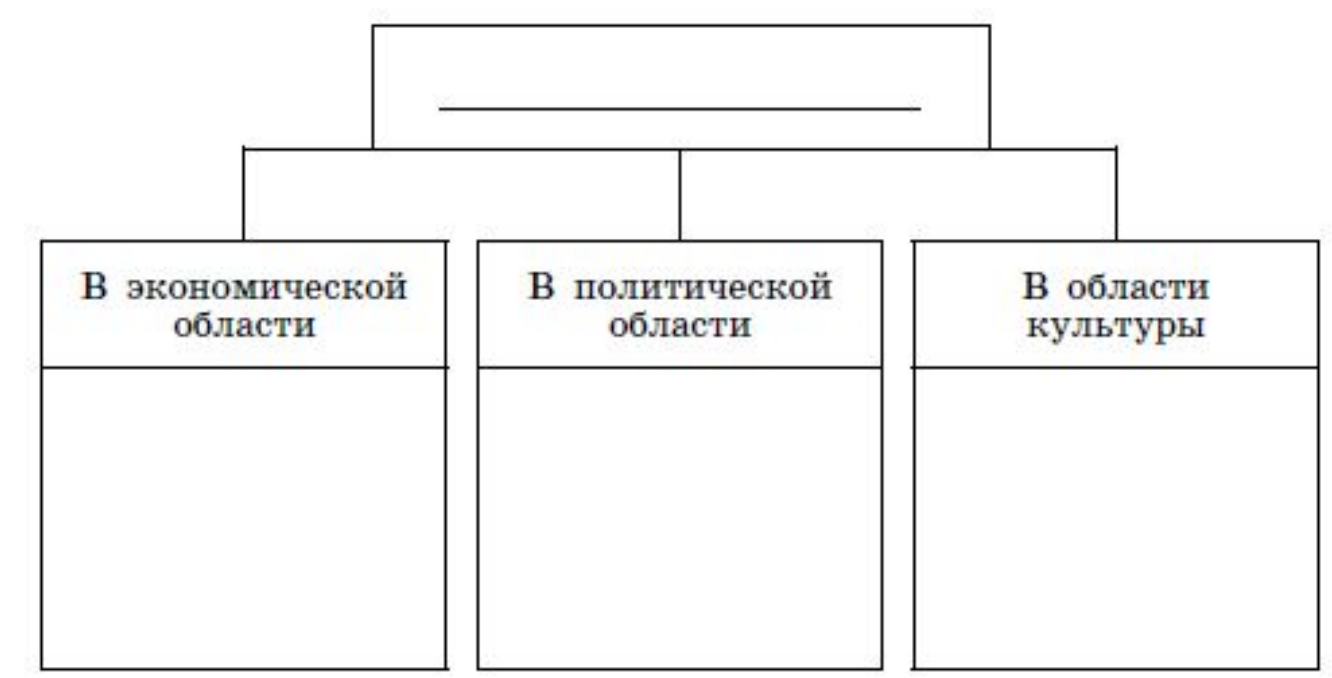 В экономической
области
В политической
области
В области
культуры